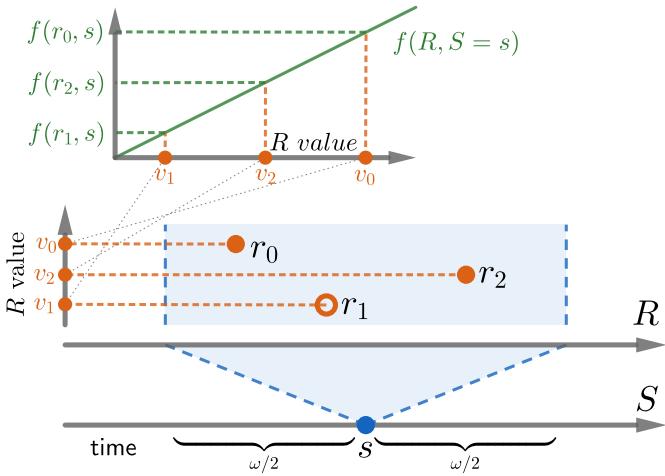 f(r₀, s)
f(R, S = s)
f(r₂, s)
f(r₁, s)
R value
v₁
v₂
v₀
R value
v₀
r₀
v₂
r₂
v₁
r₁
R
S
time
s
ω/2
ω/2